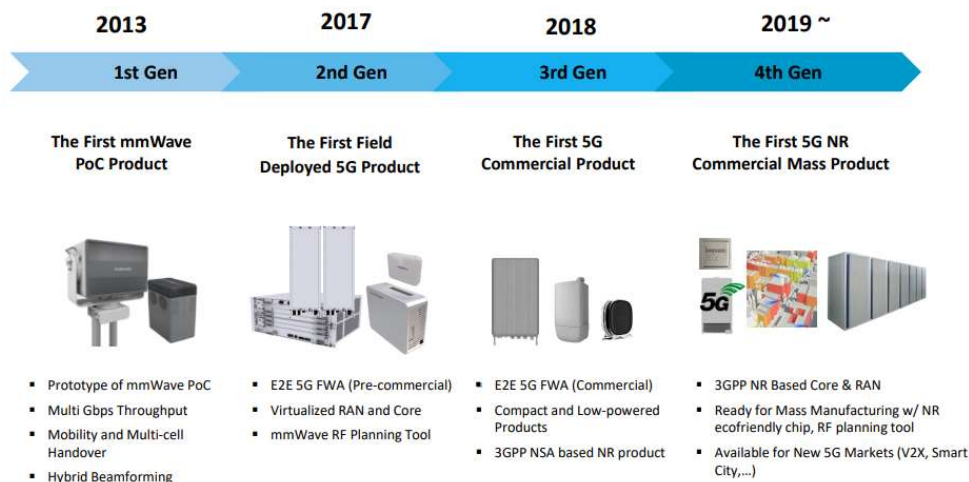 2013
2017
2018
2019 ~
1st Gen
2nd Gen
3rd Gen
4th Gen
The First mmWave
PoC Product
The First Field
Deployed 5G Product
The First 5G
Commercial Product
The First 5G NR
Commercial Mass Product
5G
▪ Prototype of mmWave PoC
▪ Multi Gbps Throughput
▪ Mobility and Multi-cell
Handover
▪ Hybrid Beamforming
▪ E2E 5G FWA (Pre-commercial)
▪ Virtualized RAN and Core
▪ mmWave RF Planning Tool
▪ E2E 5G FWA (Commercial)
▪ Compact and Low-powered
Products
▪ 3GPP NSA based NR product
▪ 3GPP NR Based Core & RAN
▪ Ready for Mass Manufacturing w/ NR
ecofriendly chip, RF planning tool
▪ Available for New 5G Markets (V2X, Smart
City,...)